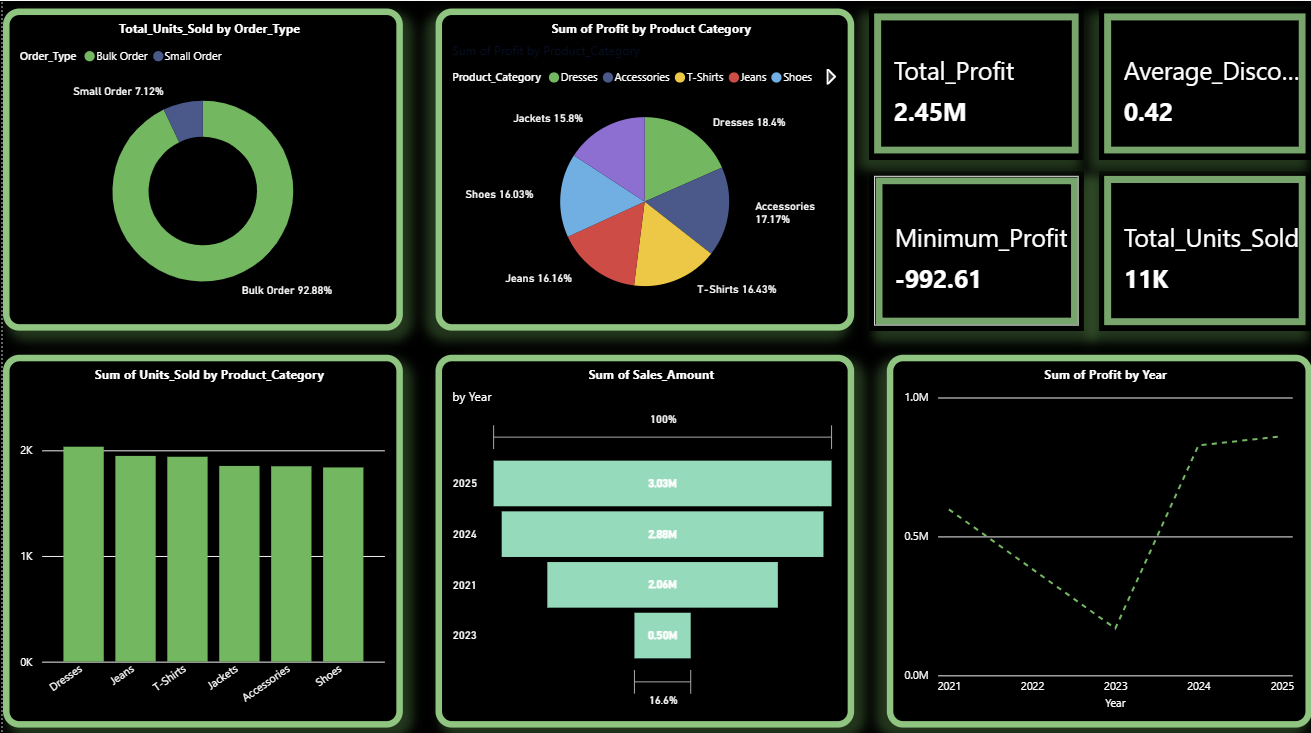 Total_Units_Sold by Order_Type
Order_Type Bulk Order Small Order
Small Order 7.12%
Bulk Order 92.88%
Sum of Profit by Product Category
Sum of Profit by Product_Category
Product_Category Dresses Accessories T-Shirts Jeans Shoes
Jackets 15.8%
Dresses 18.4%
Shoes 16.03%
Accessories
17.17%
Jeans 16.16%
T-Shirts 16.43%
Total_Profit
2.45M
Average_Disco...
0.42
Minimum_Profit
-992.61
Total_Units_Sold
11K
Sum of Units_Sold by Product_Category
2K
1K
0K
Dresses
Jeans
T-Shirts
Jackets
Accessories
Shoes
Sum of Sales_Amount
by Year
100%
2025 3.03M
2024 2.88M
2021 2.06M
2023 0.50M
16.6%
Sum of Profit by Year
1.0M
0.5M
0.0M
2021 2022 2023 2024 2025
Year